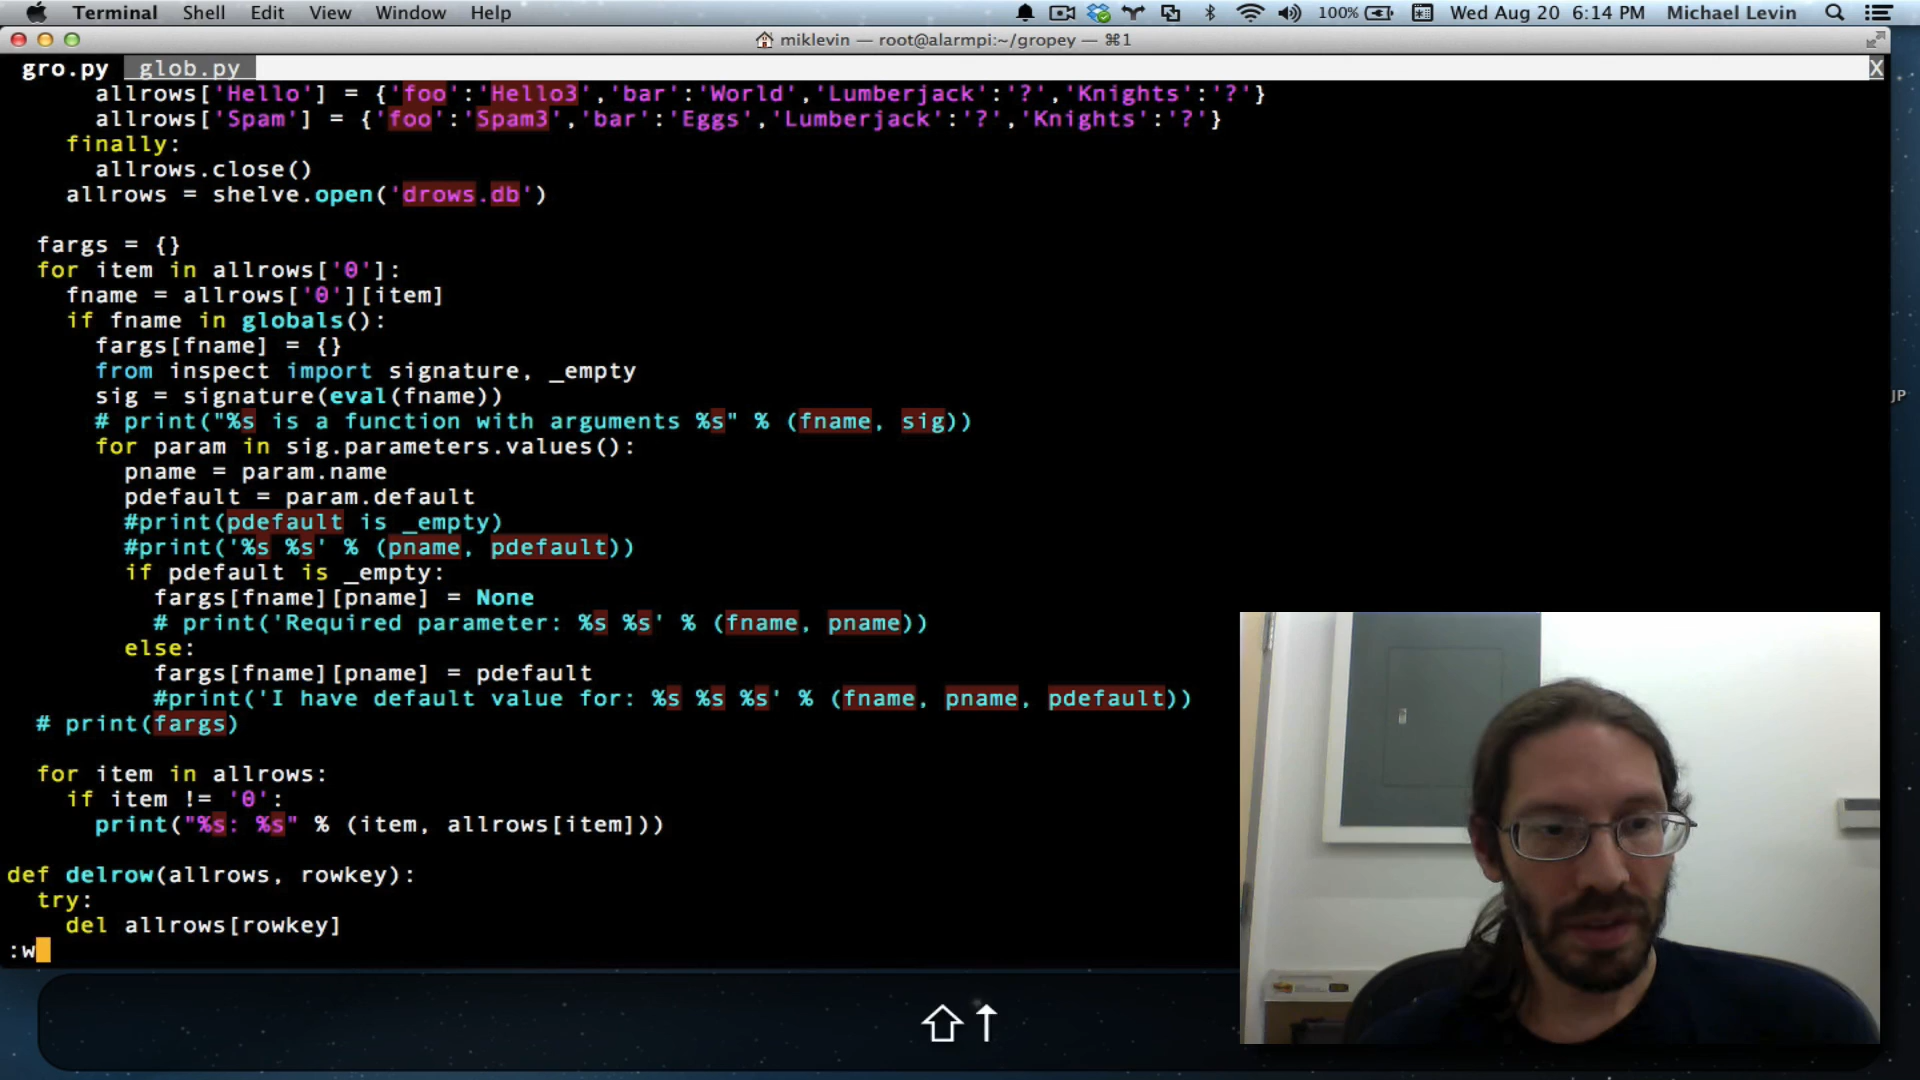 Terminal Shell Edit View Window Help 100% Wed Aug 20 6:14 PM Michael Levin
miklevin — root@alarmpi:~/gropey — ⌘1
gro.py glob.py X
allrows['Hello'] = {'foo':'Hello3','bar':'World','Lumberjack':'?','Knights':'?'}
allrows['Spam'] = {'foo':'Spam3','bar':'Eggs','Lumberjack':'?','Knights':'?'}
finally:
allrows.close()
allrows = shelve.open('drows.db')
fargs = {}
for item in allrows['0']:
fname = allrows['0'][item]
if fname in globals():
fargs[fname] = {}
from inspect import signature, _empty
sig = signature(eval(fname))
# print("%s is a function with arguments %s" % (fname, sig))
for param in sig.parameters.values():
pname = param.name
pdefault = param.default
#print(pdefault is _empty)
#print('%s %s' % (pname, pdefault))
if pdefault is _empty:
fargs[fname][pname] = None
# print('Required parameter: %s %s' % (fname, pname))
else:
fargs[fname][pname] = pdefault
#print('I have default value for: %s %s %s' % (fname, pname, pdefault))
# print(fargs)
for item in allrows:
if item != '0':
print("%s: %s" % (item, allrows[item]))
def delrow(allrows, rowkey):
try:
del allrows[rowkey]
:w
JP
⇧↑